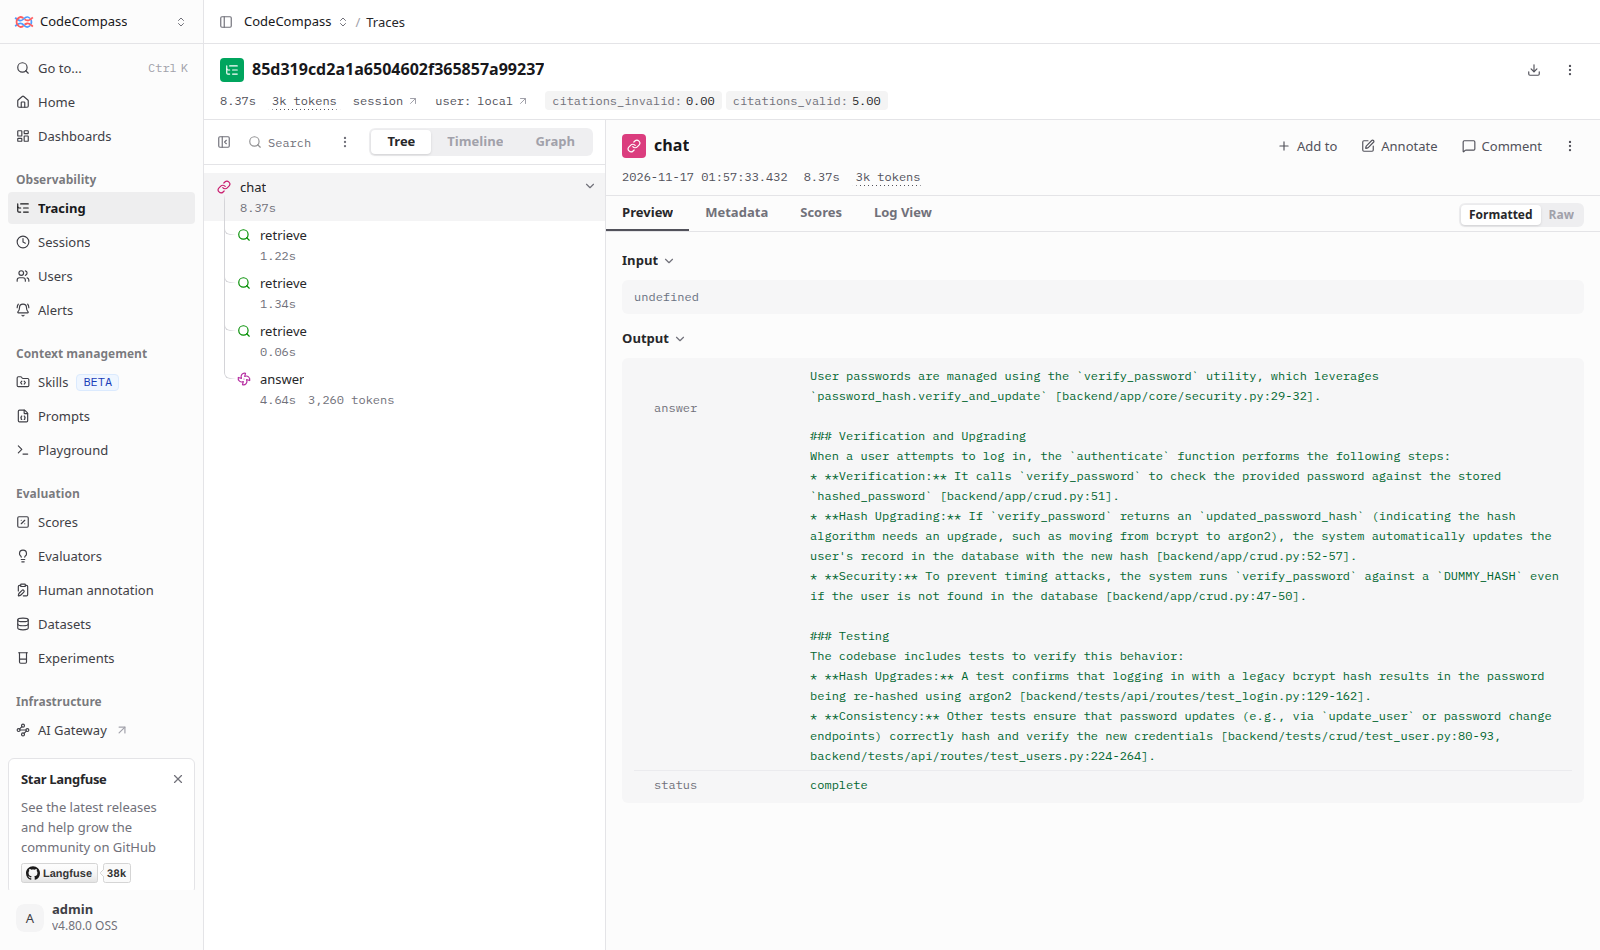 CodeCompass
CodeCompass / Traces
Go to... Ctrl K
Home
Dashboards
Observability
Tracing
Sessions
Users
Alerts
Context management
Skills BETA
Prompts
Playground
Evaluation
Scores
Evaluators
Human annotation
Datasets
Experiments
Infrastructure
AI Gateway
Star Langfuse
See the latest releases
and help grow the
community on GitHub
Langfuse 38k
A admin
v4.80.0 OSS
85d319cd2a1a6504602f365857a99237
8.37s 3k tokens session user: local citations_invalid: 0.00 citations_valid: 5.00
Search Tree Timeline Graph
chat
8.37s
retrieve
1.22s
retrieve
1.34s
retrieve
0.06s
answer
4.64s 3,260 tokens
chat Add to Annotate Comment
2026-11-17 01:57:33.432 8.37s 3k tokens
Preview Metadata Scores Log View Formatted Raw
Input
undefined
Output
answer
User passwords are managed using the `verify_password` utility, which leverages
`password_hash.verify_and_update` [backend/app/core/security.py:29-32].
### Verification and Upgrading
When a user attempts to log in, the `authenticate` function performs the following steps:
* **Verification:** It calls `verify_password` to check the provided password against the stored
`hashed_password` [backend/app/crud.py:51].
* **Hash Upgrading:** If `verify_password` returns an `updated_password_hash` (indicating the hash
algorithm needs an upgrade, such as moving from bcrypt to argon2), the system automatically updates the
user's record in the database with the new hash [backend/app/crud.py:52-57].
* **Security:** To prevent timing attacks, the system runs `verify_password` against a `DUMMY_HASH` even
if the user is not found in the database [backend/app/crud.py:47-50].
### Testing
The codebase includes tests to verify this behavior:
* **Hash Upgrades:** A test confirms that logging in with a legacy bcrypt hash results in the password
being re-hashed using argon2 [backend/tests/api/routes/test_login.py:129-162].
* **Consistency:** Other tests ensure that password updates (e.g., via `update_user` or password change
endpoints) correctly hash and verify the new credentials [backend/tests/crud/test_user.py:80-93,
backend/tests/api/routes/test_users.py:224-264].
status complete